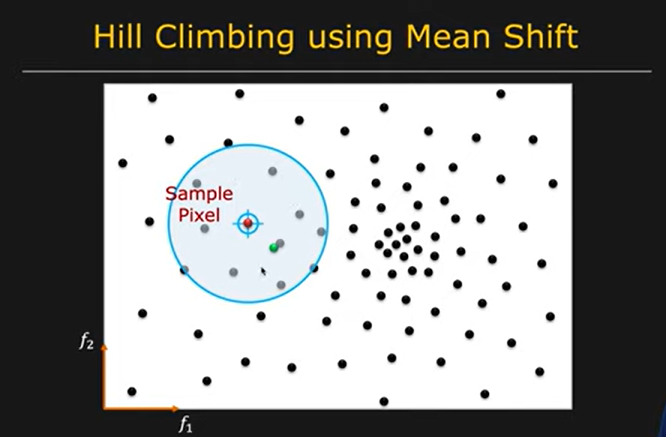 Hill Climbing using Mean Shift
Sample
Pixel
f₂
f₁